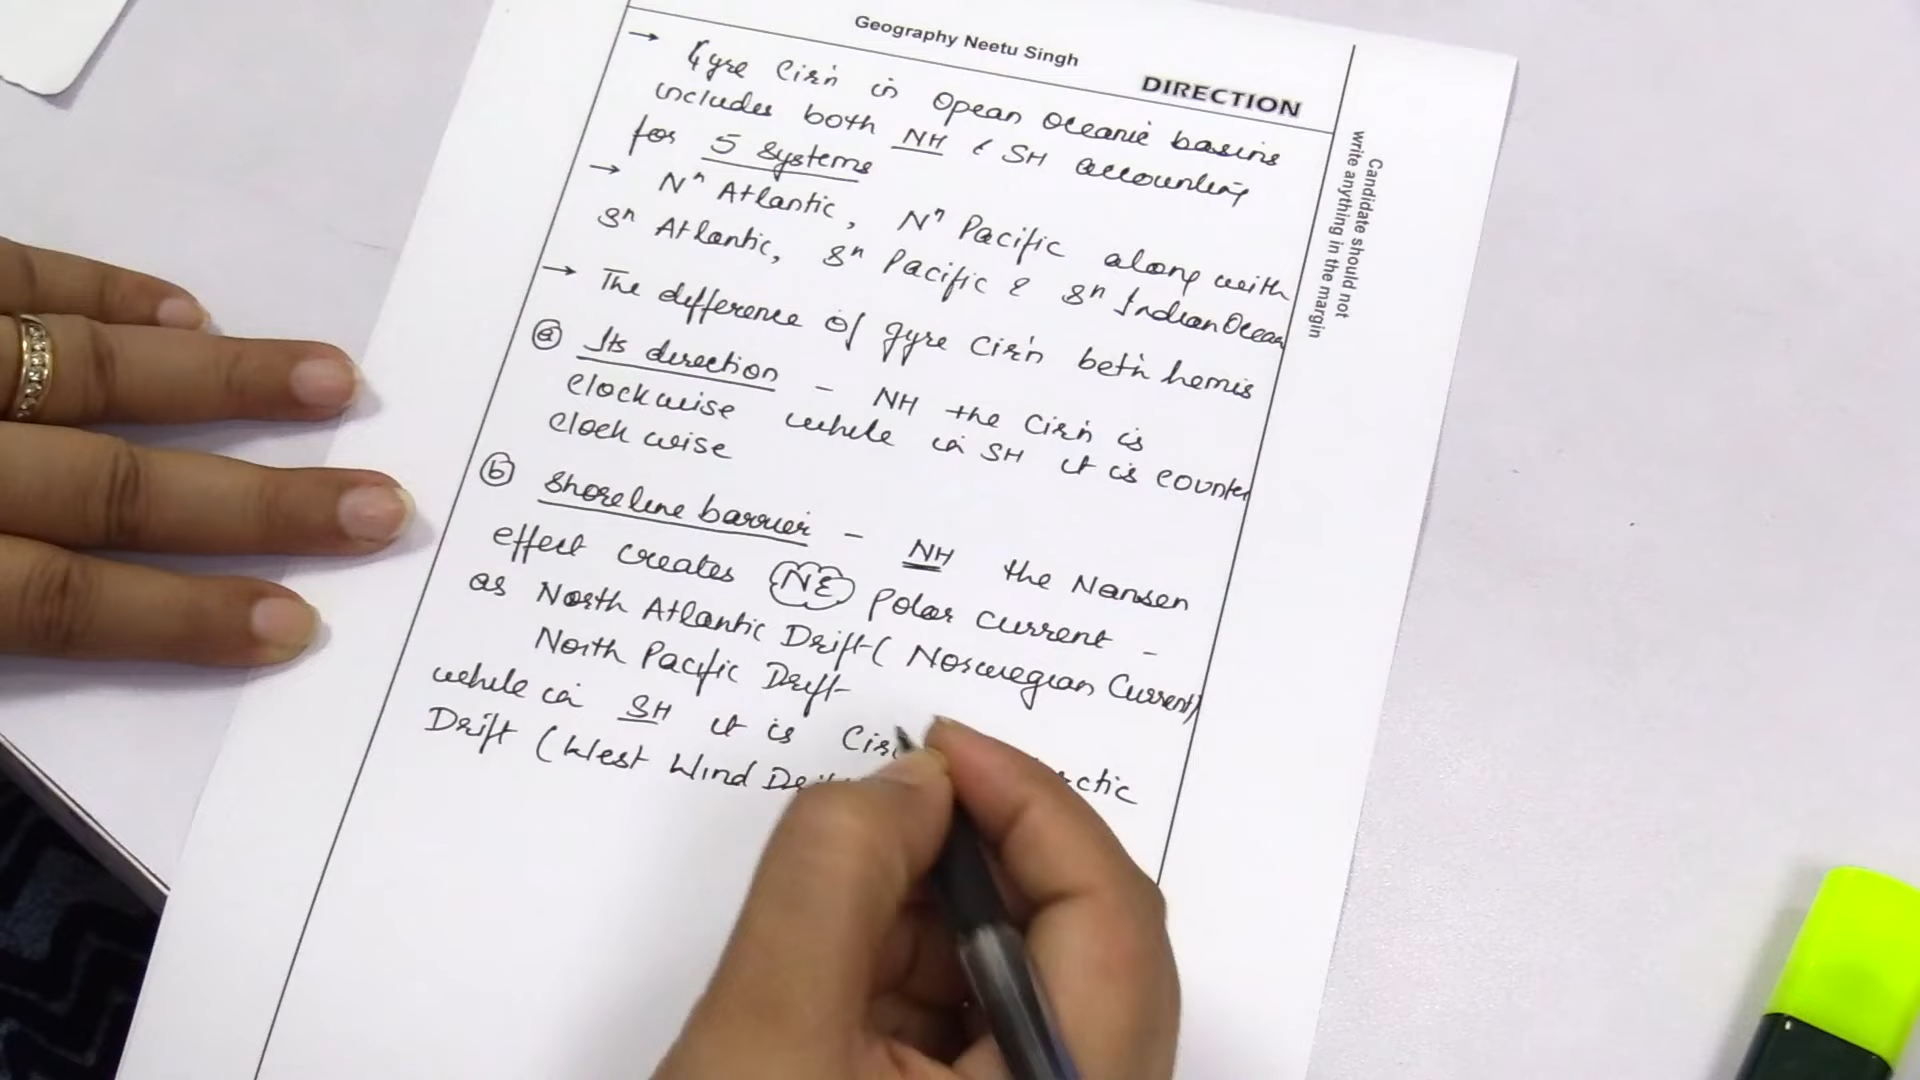 Geography Neetu Singh
DIRECTION
Candidate should not
write anything in the margin
→ Gyre Cirn in Opean Oceanic basins
includes both NH & SH accounting
for 5 systems
→ Nn Atlantic, Nn Pacific along with
Sn Atlantic, Sn Pacific & Sn Indian Ocean
→ The difference of gyre Cir'n betn hemis
(a) Its direction - NH the Cir'n is
clockwise while in SH it is counter
clock wise
(b) Shoreline barrier - NH the Nansen
effect creates NE Polar Current -
as North Atlantic Drift (Norwegian Current)
North Pacific Drift
while in SH it is
Drift (West Wind